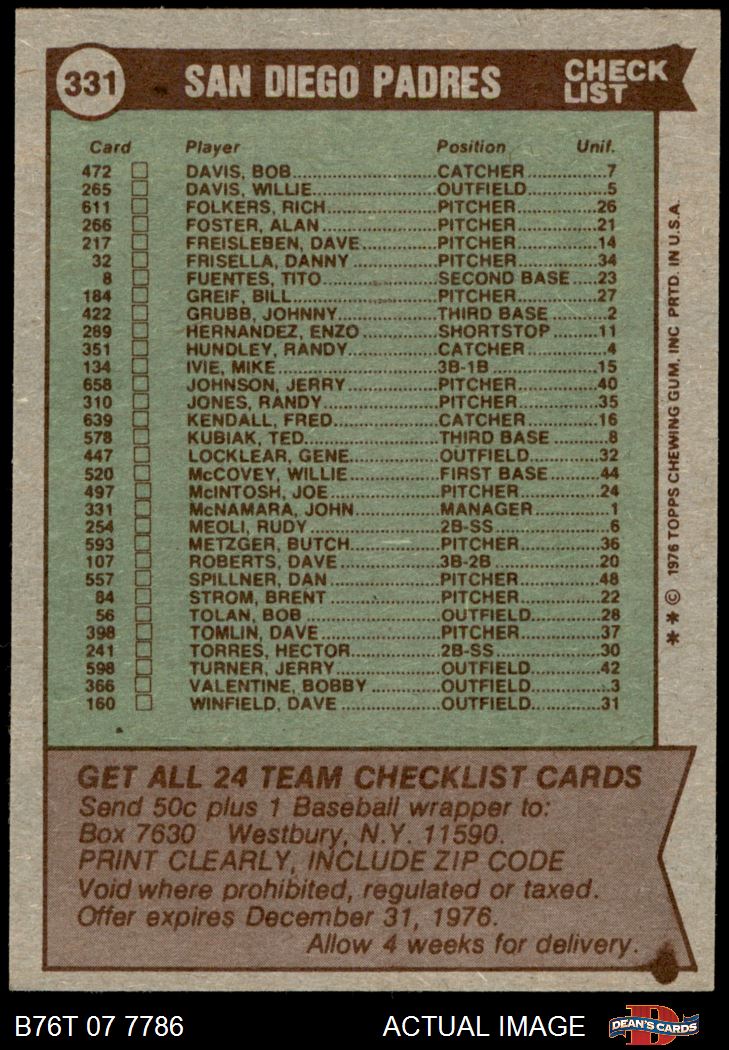 331 SAN DIEGO PADRES CHECK LIST
Card Player Position Unif.
472 DAVIS, BOB CATCHER 7
265 DAVIS, WILLIE OUTFIELD 5
611 FOLKERS, RICH PITCHER 26
266 FOSTER, ALAN PITCHER 21
217 FREISLEBEN, DAVE PITCHER 14
32 FRISELLA, DANNY PITCHER 34
8 FUENTES, TITO SECOND BASE 23
184 GREIF, BILL PITCHER 27
422 GRUBB, JOHNNY THIRD BASE 2
289 HERNANDEZ, ENZO SHORTSTOP 11
351 HUNDLEY, RANDY CATCHER 4
134 IVIE, MIKE 3B-1B 15
658 JOHNSON, JERRY PITCHER 40
310 JONES, RANDY PITCHER 35
639 KENDALL, FRED CATCHER 16
578 KUBIAK, TED THIRD BASE 8
447 LOCKLEAR, GENE OUTFIELD 32
520 McCOVEY, WILLIE FIRST BASE 44
497 McINTOSH, JOE PITCHER 24
331 McNAMARA, JOHN MANAGER 1
254 MEOLI, RUDY 2B-SS 6
593 METZGER, BUTCH PITCHER 36
107 ROBERTS, DAVE 3B-2B 20
557 SPILLNER, DAN PITCHER 48
84 STROM, BRENT PITCHER 22
56 TOLAN, BOB OUTFIELD 28
398 TOMLIN, DAVE PITCHER 37
241 TORRES, HECTOR 2B-SS 30
598 TURNER, JERRY OUTFIELD 42
366 VALENTINE, BOBBY OUTFIELD 3
160 WINFIELD, DAVE OUTFIELD 31
**© 1976 TOPPS CHEWING GUM, INC PRTD. IN U.S.A.
GET ALL 24 TEAM CHECKLIST CARDS
Send 50c plus 1 Baseball wrapper to:
Box 7630 Westbury, N.Y. 11590.
PRINT CLEARLY, INCLUDE ZIP CODE
Void where prohibited, regulated or taxed.
Offer expires December 31, 1976.
Allow 4 weeks for delivery.
B76T 07 7786 ACTUAL IMAGE D DEAN'S CARDS